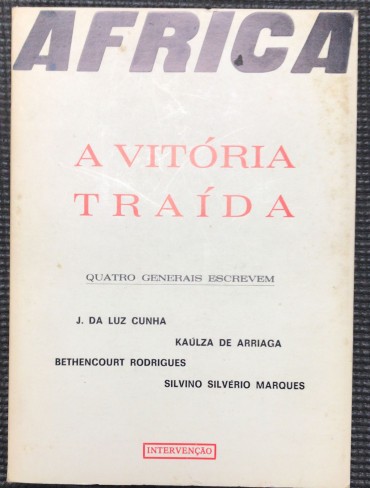 AFRICA
A VITÓRIA
TRAÍDA
QUATRO GENERAIS ESCREVEM
J. DA LUZ CUNHA
KAÚLZA DE ARRIAGA
BETHENCOURT RODRIGUES
SILVINO SILVÉRIO MARQUES
INTERVENÇÃO